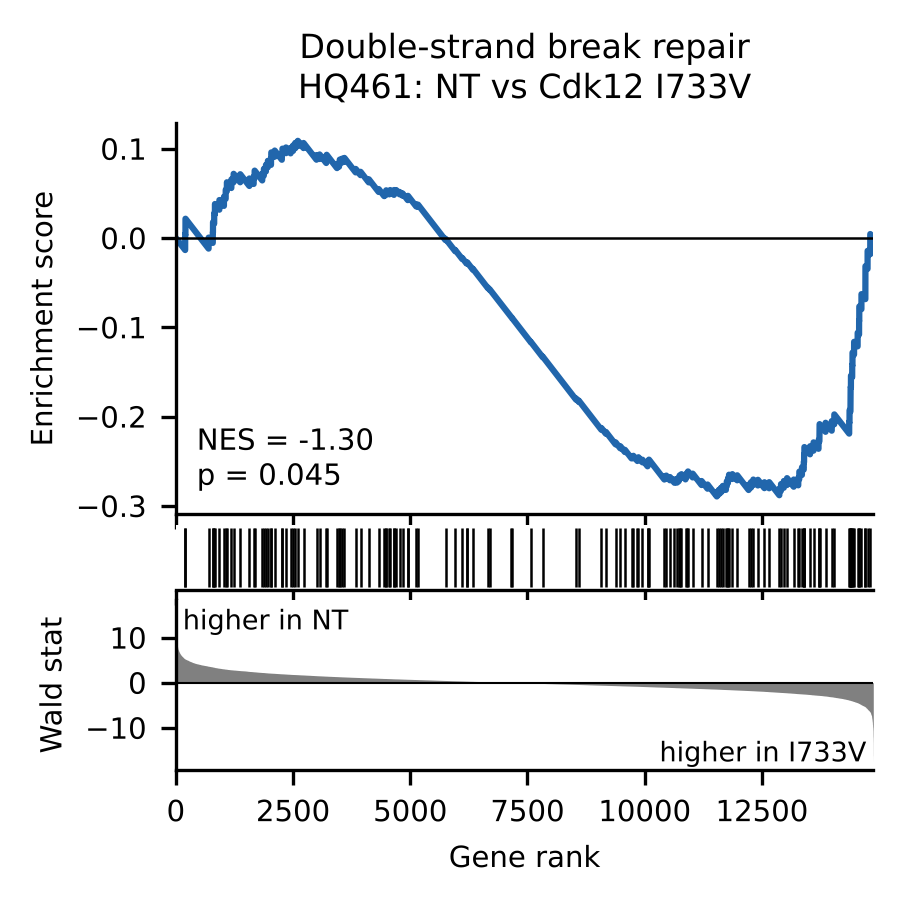 Double-strand break repair
HQ461: NT vs Cdk12 I733V
Enrichment score
0.1
0.0
−0.1
−0.2
−0.3
NES = -1.30
p = 0.045
Wald stat
10
0
−10
higher in NT
higher in I733V
0 2500 5000 7500 10000 12500
Gene rank